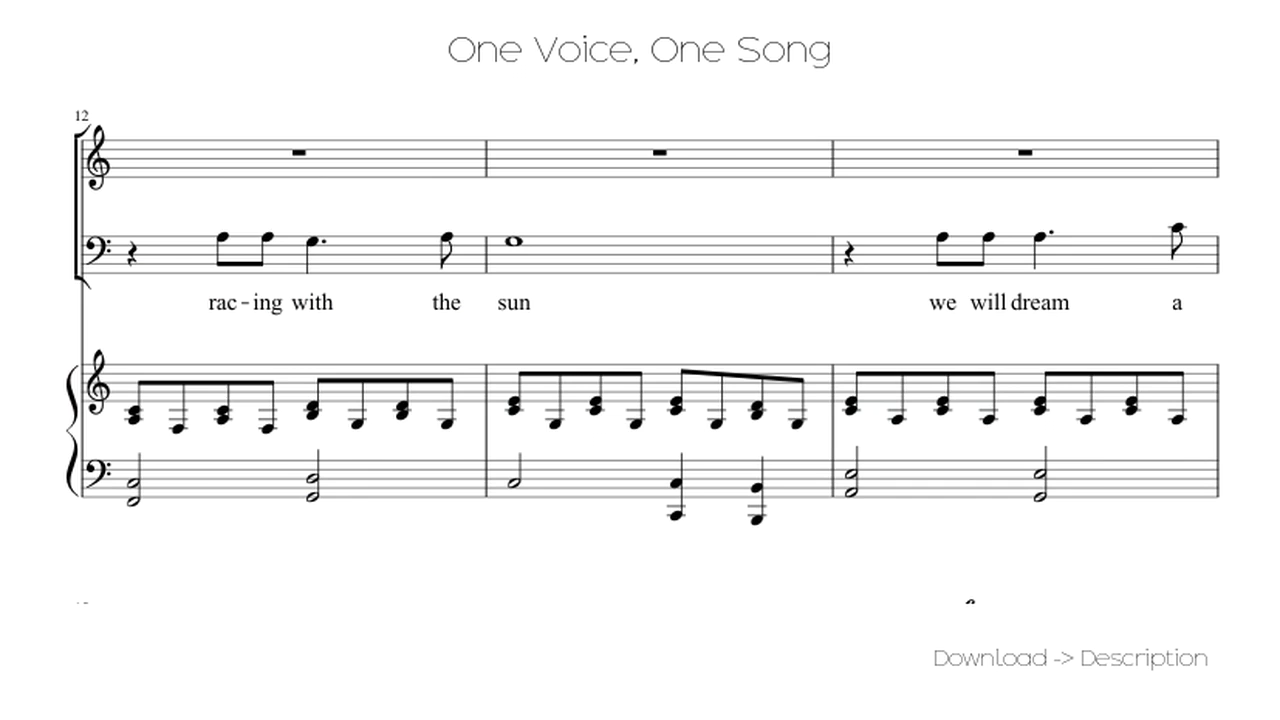 One Voice, One Song
12
rac - ing with the sun we will dream a
Download -> Description